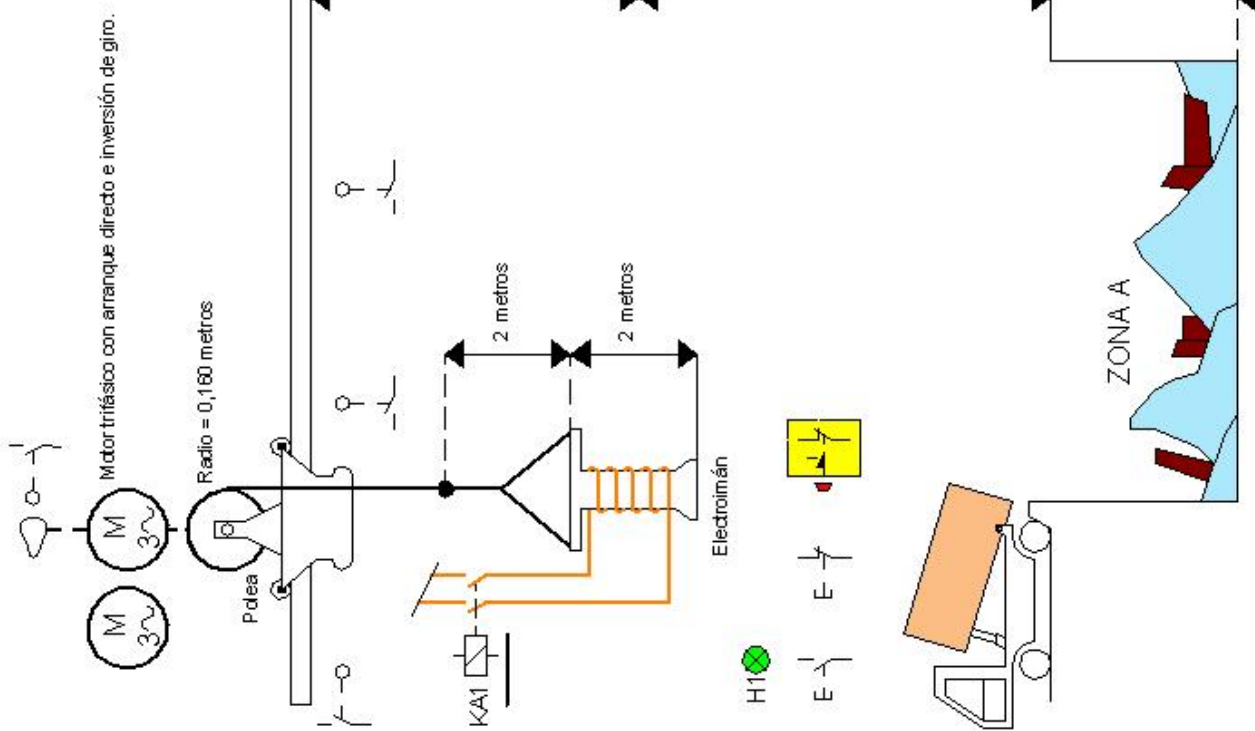 Motor trifásico con arranque directo e inversión de giro.
M
3~
M
3~
Radio = 0,160 metros
Polea
2 metros
2 metros
KA1
Electroimán
H1
E
E
ZONA A